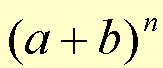 (a + b)ⁿ